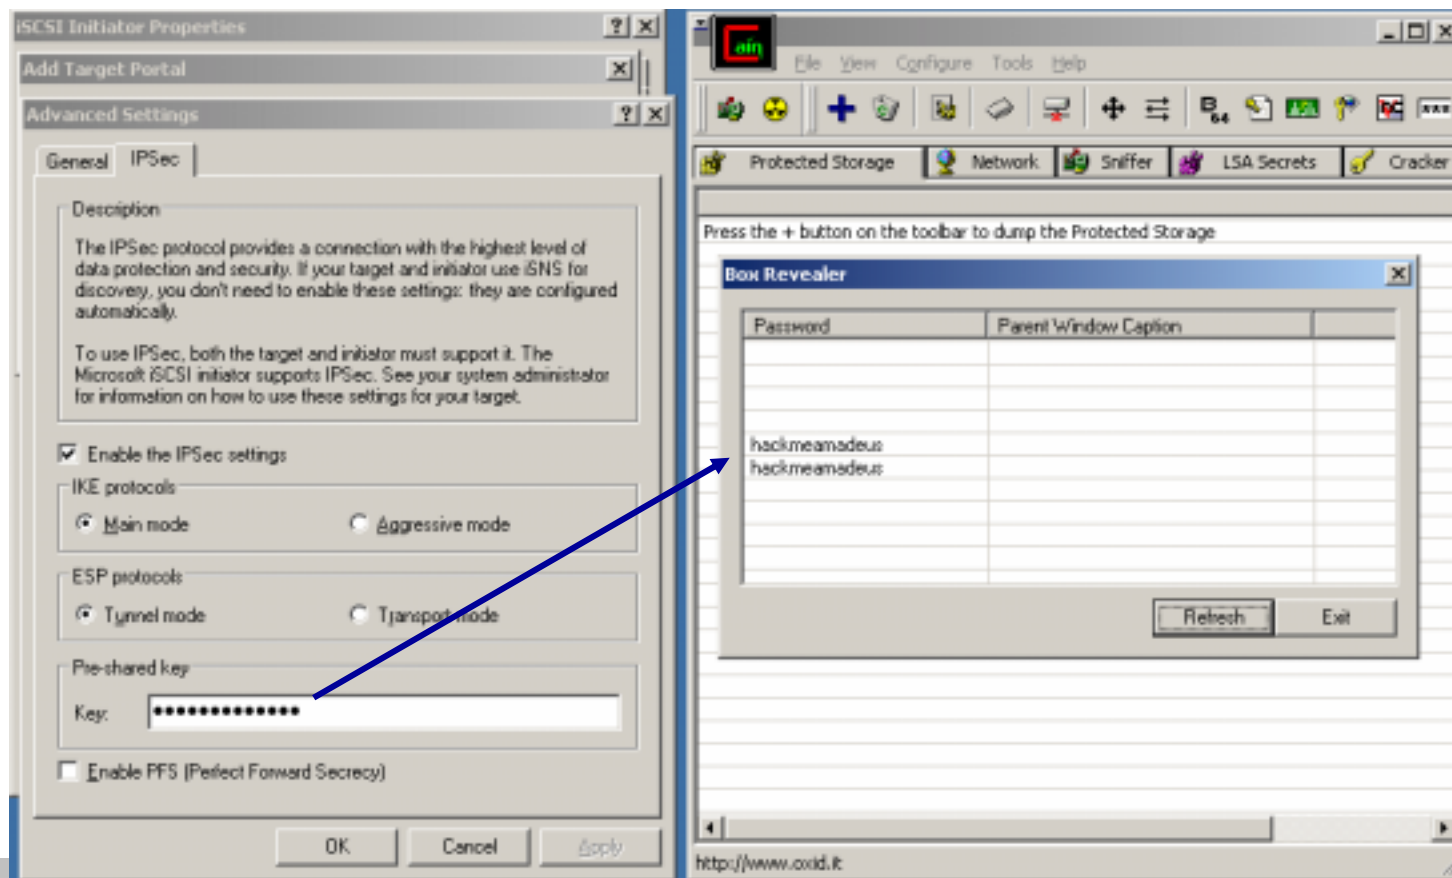 iSCSI Initiator Properties
Add Target Portal
Advanced Settings
General IPSec
Description
The IPSec protocol provides a connection with the highest level of
data protection and security. If your target and initiator use iSNS for
discovery, you don't need to enable these settings: they are configured
automatically.
To use IPSec, both the target and initiator must support it. The
Microsoft iSCSI initiator supports IPSec. See your system administrator
for information on how to use these settings for your target.
Enable the IPSec settings
IKE protocols
Main mode Aggressive mode
ESP protocols
Tunnel mode Transport mode
Pre-shared key
Key: •••••••••••••
Enable PFS (Perfect Forward Secrecy)
OK Cancel Apply
Cain
File View Configure Tools Help
B64
Protected Storage Network Sniffer LSA Secrets Cracker
Press the + button on the toolbar to dump the Protected Storage
Box Revealer
Password Parent Window Caption
hackmeamadeus
hackmeamadeus
Refresh Exit
http://www.oxid.it